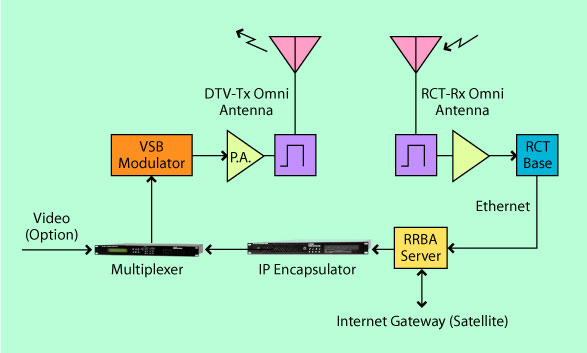 DTV-Tx Omni
Antenna
RCT-Rx Omni
Antenna
VSB
Modulator
P.A.
RCT
Base
Ethernet
Video
(Option)
RRBA
Server
Multiplexer
IP Encapsulator
Internet Gateway (Satellite)